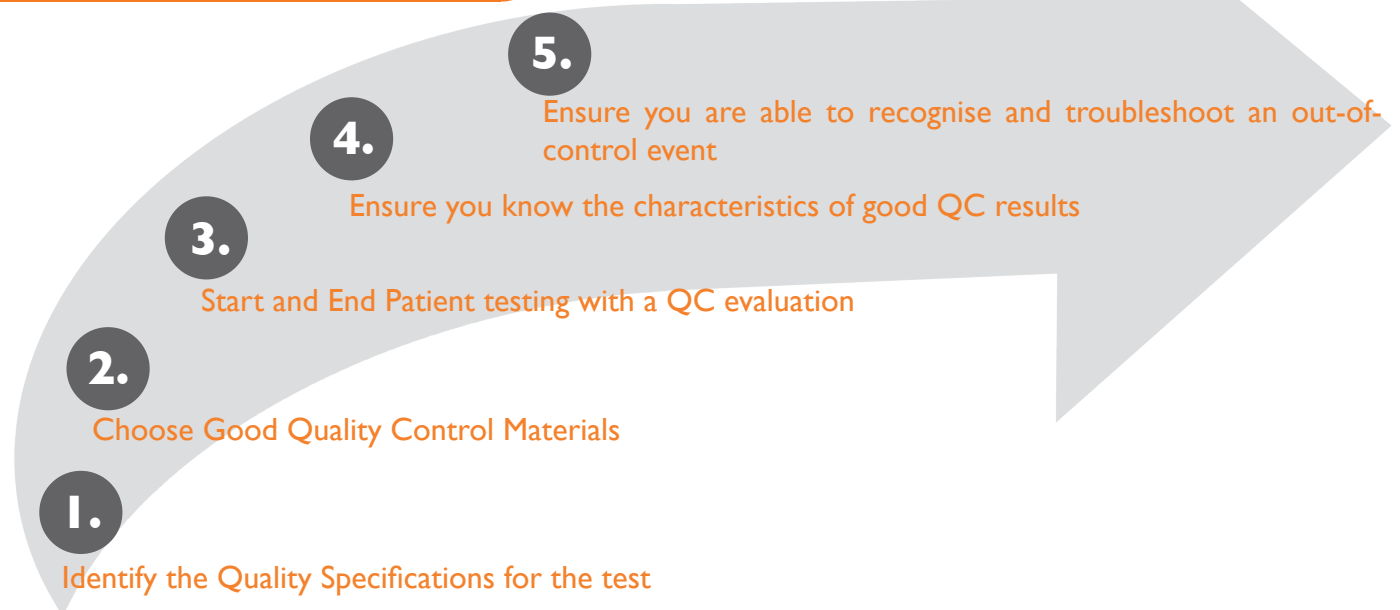 5.
Ensure you are able to recognise and troubleshoot an out-of-
control event
4.
Ensure you know the characteristics of good QC results
3.
Start and End Patient testing with a QC evaluation
2.
Choose Good Quality Control Materials
1.
Identify the Quality Specifications for the test